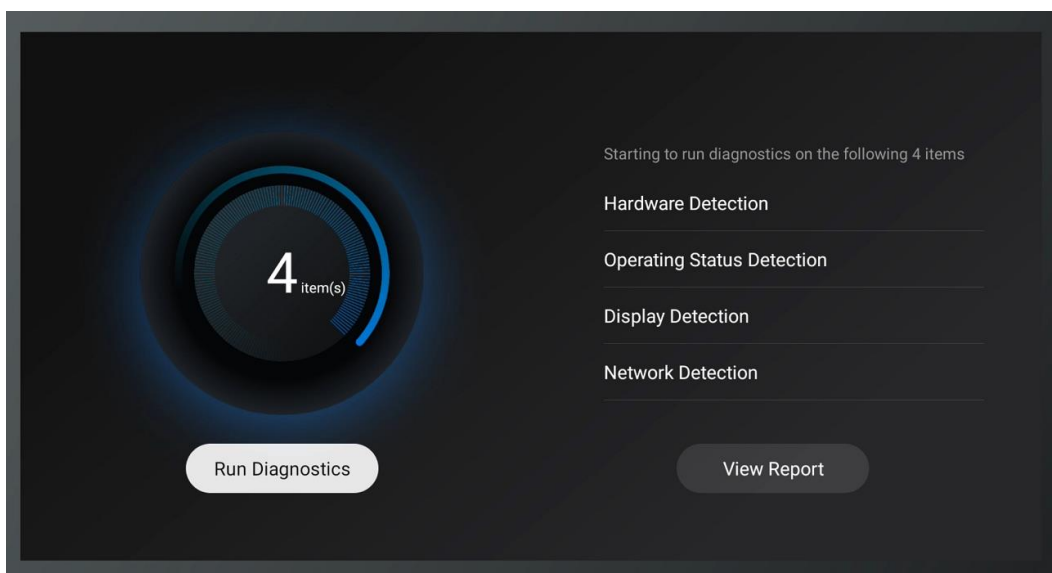 4 item(s)
Run Diagnostics
Starting to run diagnostics on the following 4 items
Hardware Detection
Operating Status Detection
Display Detection
Network Detection
View Report